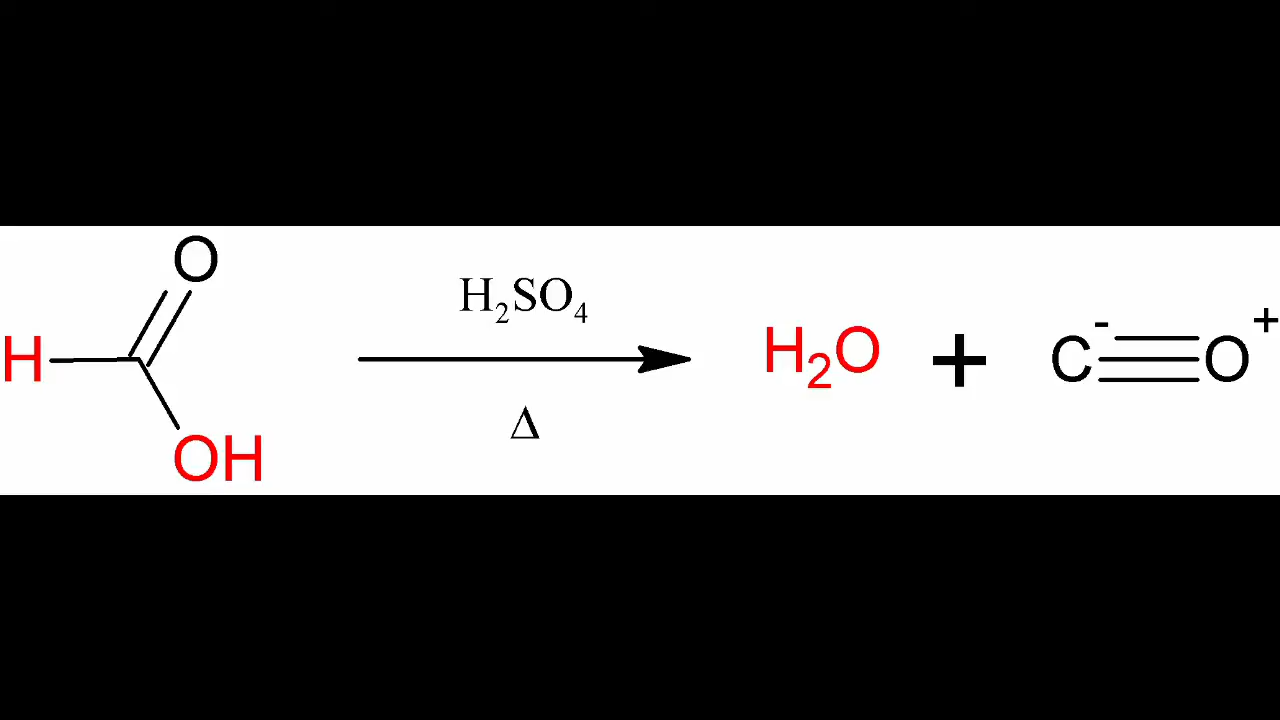 O
H₂SO₄
H H₂O + C⁻≡O⁺
Δ
OH